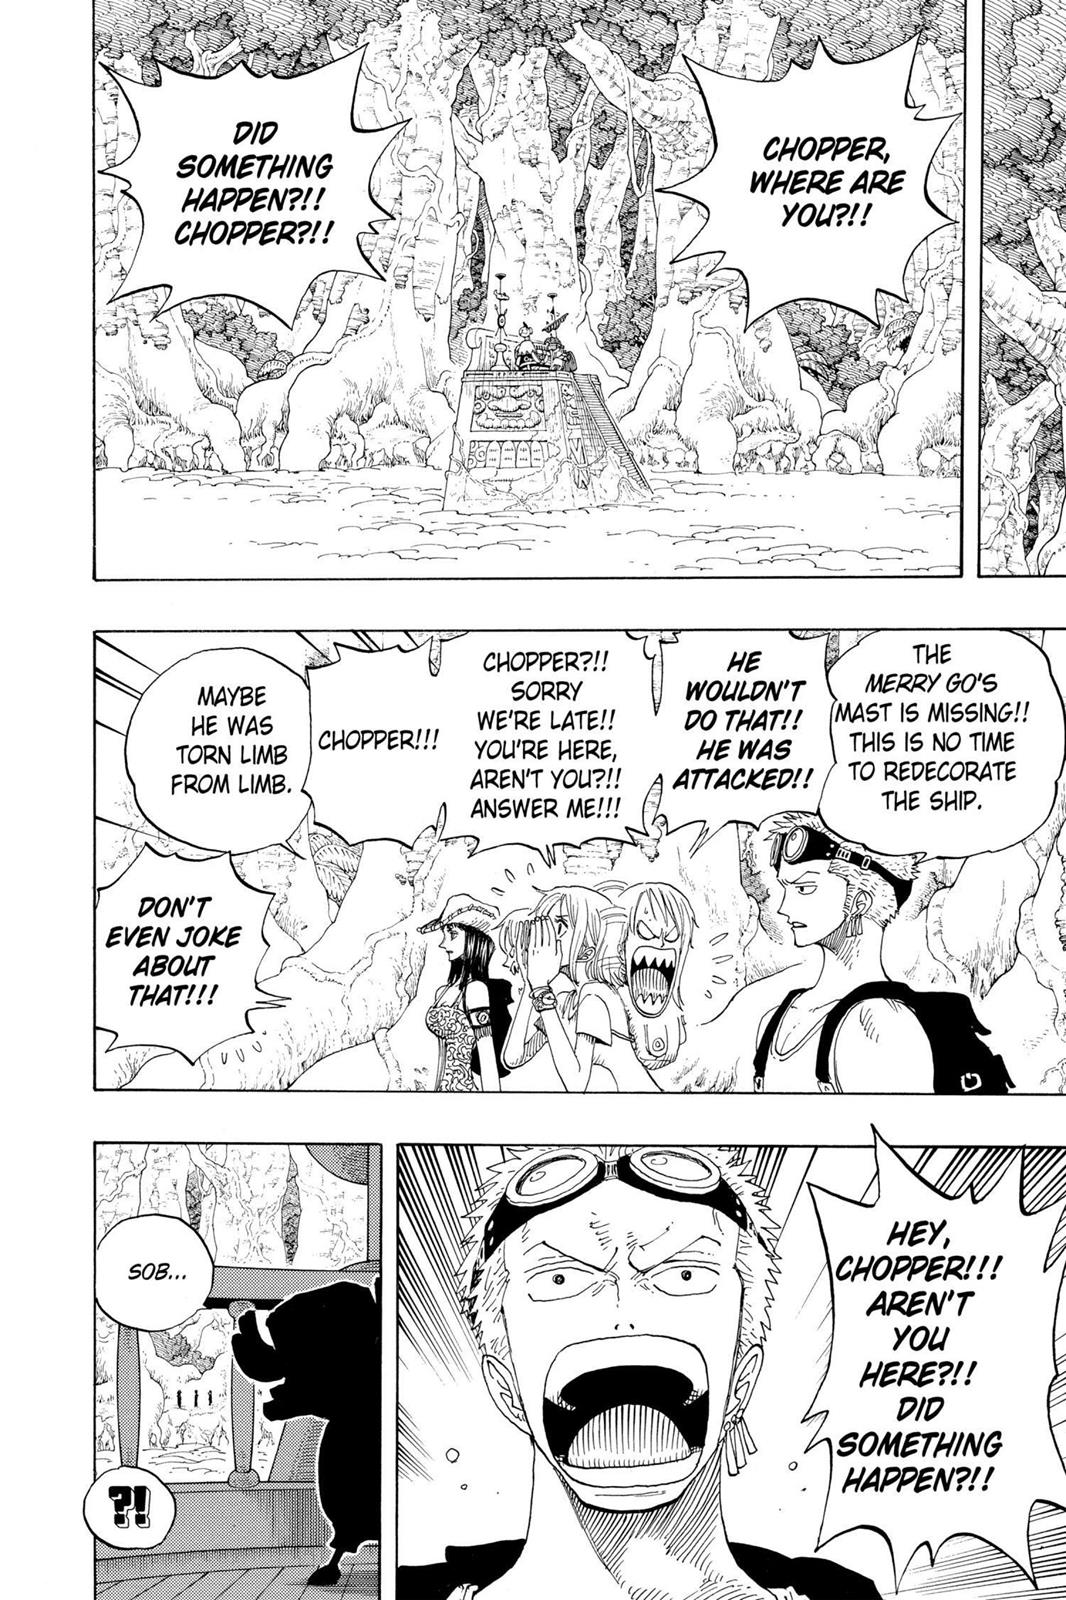 CHOPPER,
WHERE ARE
YOU?!!
DID
SOMETHING
HAPPEN?!!
CHOPPER?!!
THE
MERRY GO'S
MAST IS MISSING!!
THIS IS NO TIME
TO REDECORATE
THE SHIP.
HE
WOULDN'T
DO THAT!!
HE WAS
ATTACKED!!
CHOPPER?!!
SORRY
WE'RE LATE!!
YOU'RE HERE,
AREN'T YOU?!!
ANSWER ME!!!
CHOPPER!!!
MAYBE
HE WAS
TORN LIMB
FROM LIMB.
DON'T
EVEN JOKE
ABOUT
THAT!!!
HEY,
CHOPPER!!!
AREN'T
YOU
HERE?!!
DID
SOMETHING
HAPPEN?!!
SOB...
?!